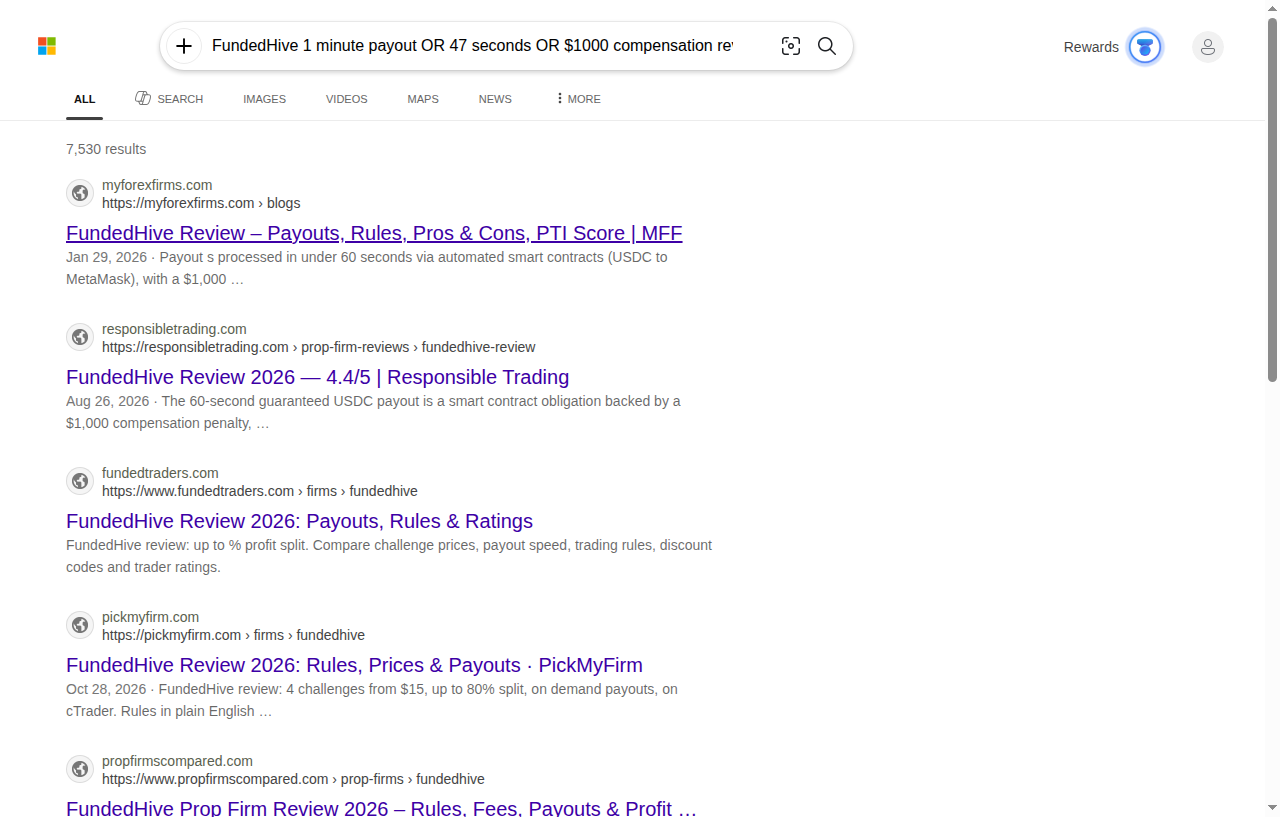 FundedHive 1 minute payout OR 47 seconds OR $1000 compensation
Rewards
ALL
SEARCH
IMAGES
VIDEOS
MAPS
NEWS
MORE
7,530 results
myforexfirms.com
https://myforexfirms.com › blogs
FundedHive Review – Payouts, Rules, Pros & Cons, PTI Score | MFF
Jan 29, 2026 · Payout s processed in under 60 seconds via automated smart contracts (USDC to
MetaMask), with a $1,000 …
responsibletrading.com
https://responsibletrading.com › prop-firm-reviews › fundedhive-review
FundedHive Review 2026 — 4.4/5 | Responsible Trading
Aug 26, 2026 · The 60-second guaranteed USDC payout is a smart contract obligation backed by a
$1,000 compensation penalty, …
fundedtraders.com
https://www.fundedtraders.com › firms › fundedhive
FundedHive Review 2026: Payouts, Rules & Ratings
FundedHive review: up to % profit split. Compare challenge prices, payout speed, trading rules, discount
codes and trader ratings.
pickmyfirm.com
https://pickmyfirm.com › firms › fundedhive
FundedHive Review 2026: Rules, Prices & Payouts · PickMyFirm
Oct 28, 2026 · FundedHive review: 4 challenges from $15, up to 80% split, on demand payouts, on
cTrader. Rules in plain English …
propfirmscompared.com
https://www.propfirmscompared.com › prop-firms › fundedhive
FundedHive Prop Firm Review 2026 – Rules, Fees, Payouts & Profit …